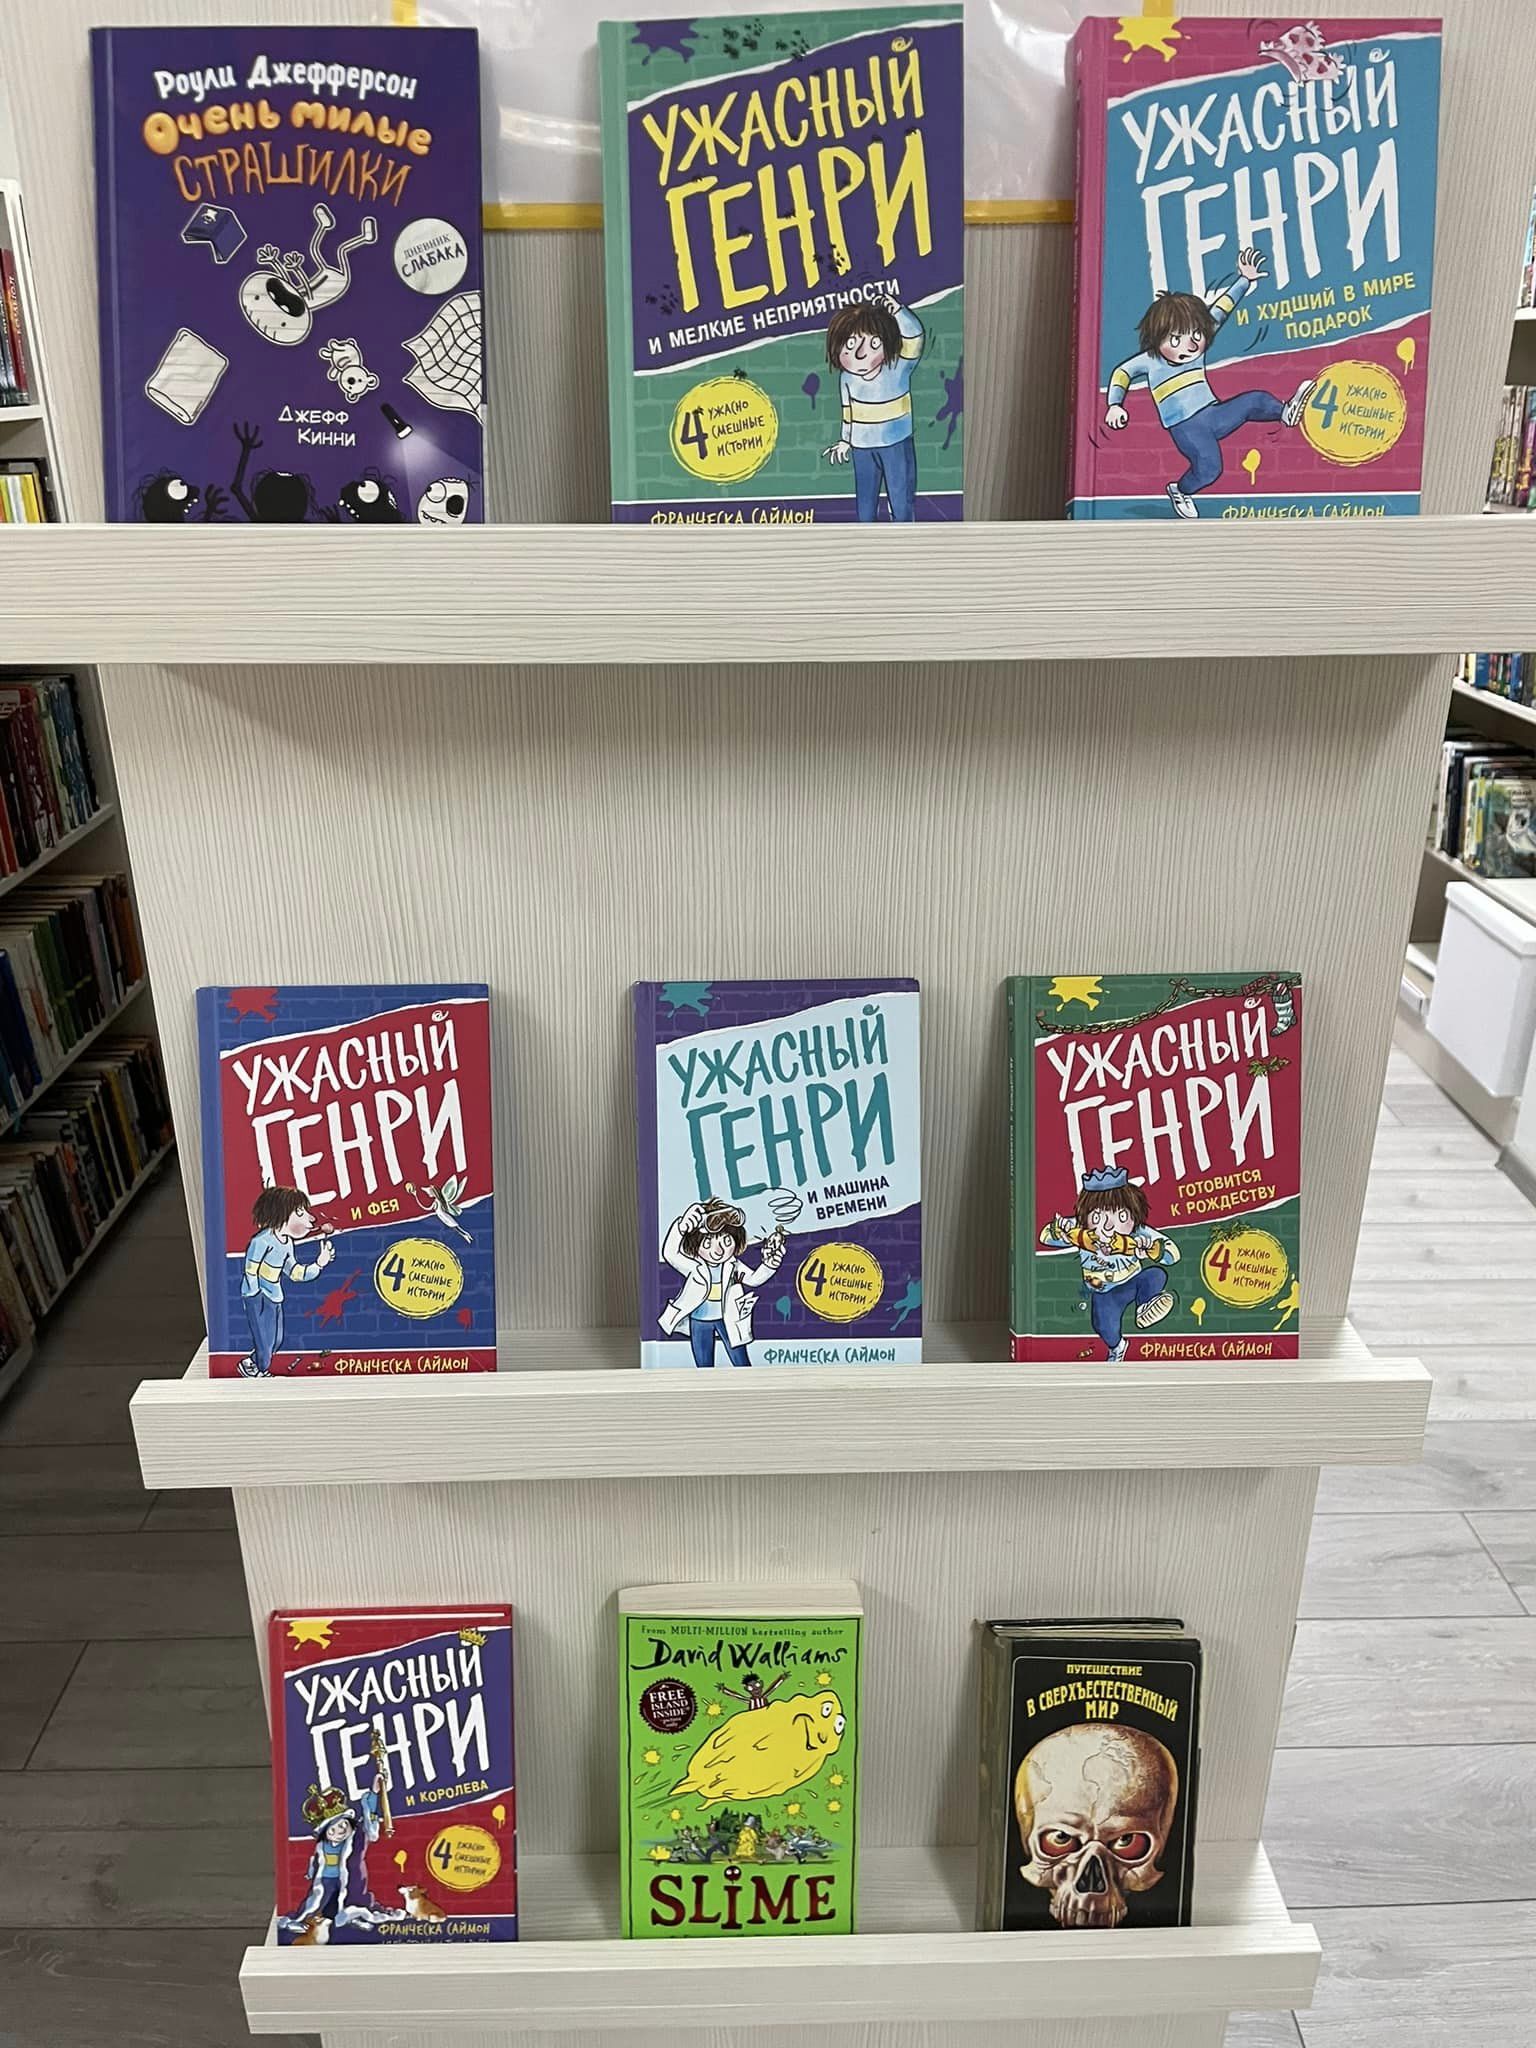 Роули Джефферсон
Очень милые
СТРАШИЛКИ
ДНЕВНИК
СЛАБАКА
ДЖЕФФ
КИННИ
УЖАСНЫЙ
ГЕНРИ
И МЕЛКИЕ НЕПРИЯТНОСТИ
4 УЖАСНО
СМЕШНЫЕ
ИСТОРИИ
ФРАНЧЕСКА САЙМОН
УЖАСНЫЙ
ГЕНРИ
И ХУДШИЙ В МИРЕ
ПОДАРОК
4 УЖАСНО
СМЕШНЫЕ
ИСТОРИИ
ФРАНЧЕСКА САЙМОН
УЖАСНЫЙ
ГЕНРИ
И ФЕЯ
4 УЖАСНО
СМЕШНЫЕ
ИСТОРИИ
ФРАНЧЕСКА САЙМОН
УЖАСНЫЙ
ГЕНРИ
И МАШИНА
ВРЕМЕНИ
4 УЖАСНО
СМЕШНЫЕ
ИСТОРИИ
ФРАНЧЕСКА САЙМОН
УЖАСНЫЙ
ГЕНРИ
ГОТОВИТСЯ
К РОЖДЕСТВУ
4 УЖАСНО
СМЕШНЫЕ
ИСТОРИИ
ФРАНЧЕСКА САЙМОН
УЖАСНЫЙ
ГЕНРИ
И КОРОЛЕВА
4 УЖАСНО
СМЕШНЫЕ
ИСТОРИИ
ФРАНЧЕСКА САЙМОН
From MULTI-MILLION bestselling author
David Walliams
FREE
ISLAND
INSIDE*
SLIME
ПУТЕШЕСТВИЕ
В СВЕРХЪЕСТЕСТВЕННЫЙ
МИР